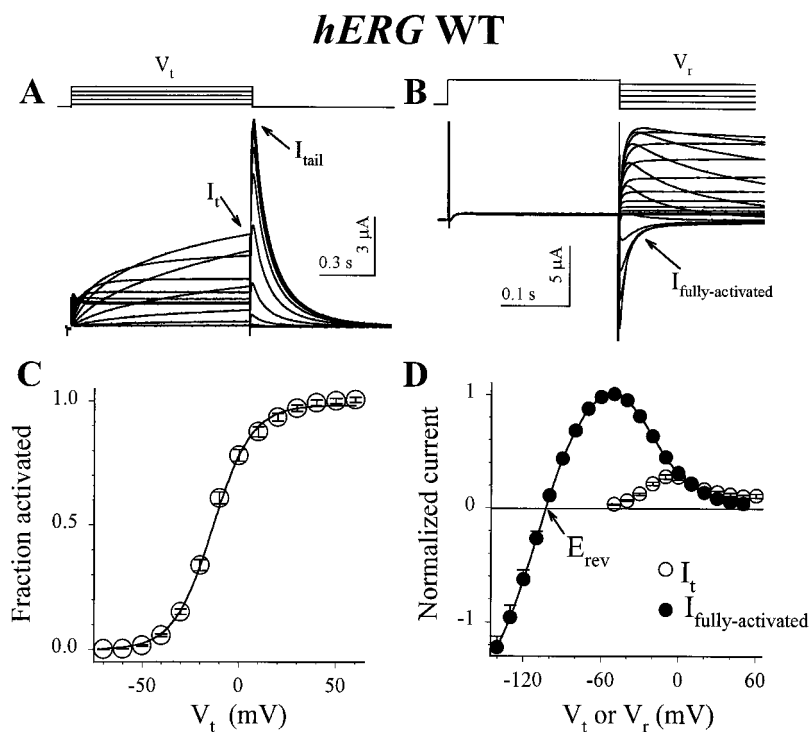 hERG WT
A
V_t
I_t
I_tail
0.3 s
3 μA
B
V_r
0.1 s
5 μA
I_fully-activated
C
Fraction activated
1.0
0.5
0.0
-50
0
50
V_t (mV)
D
Normalized current
1
0
-1
E_rev
I_t
I_fully-activated
-120
-60
0
60
V_t or V_r (mV)